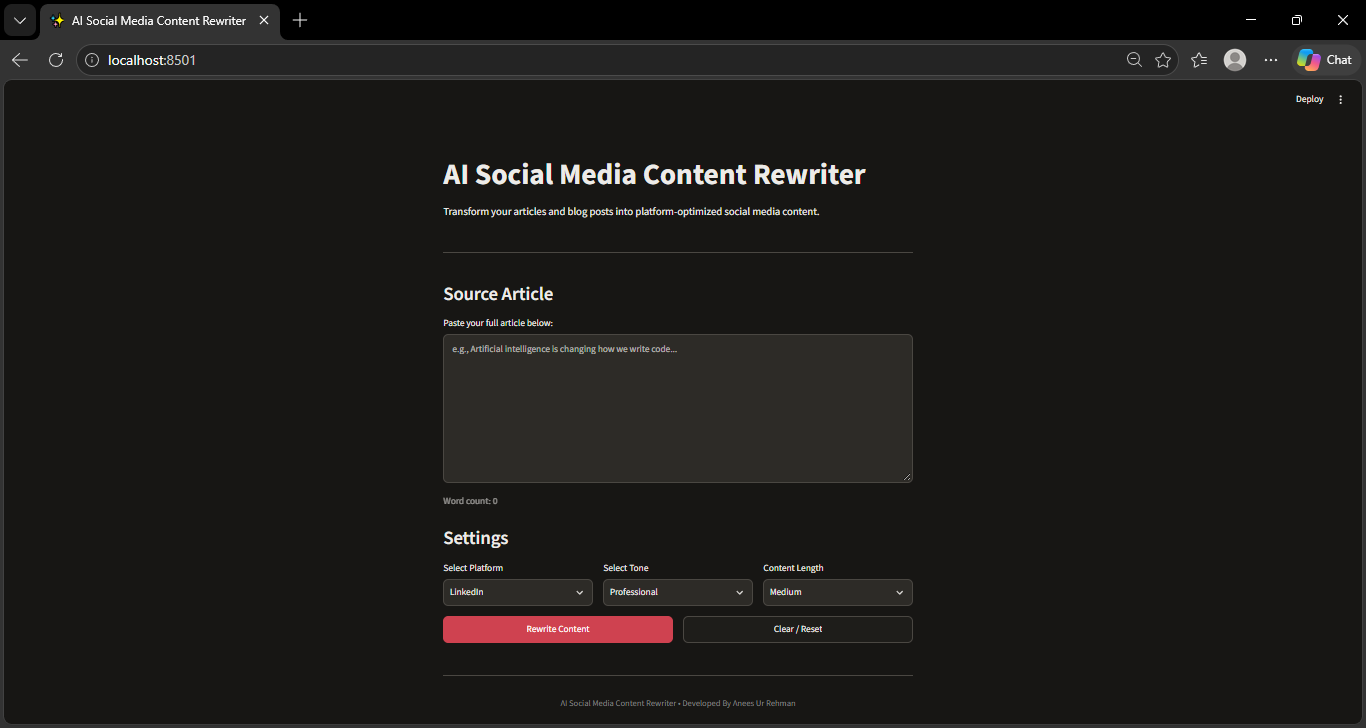 AI Social Media Content Rewriter
localhost:8501
Chat
Deploy
AI Social Media Content Rewriter
Transform your articles and blog posts into platform-optimized social media content.
Source Article
Paste your full article below:
e.g., Artificial intelligence is changing how we write code...
Word count: 0
Settings
Select Platform Select Tone Content Length
LinkedIn Professional Medium
Rewrite Content Clear / Reset
AI Social Media Content Rewriter • Developed By Anees Ur Rehman